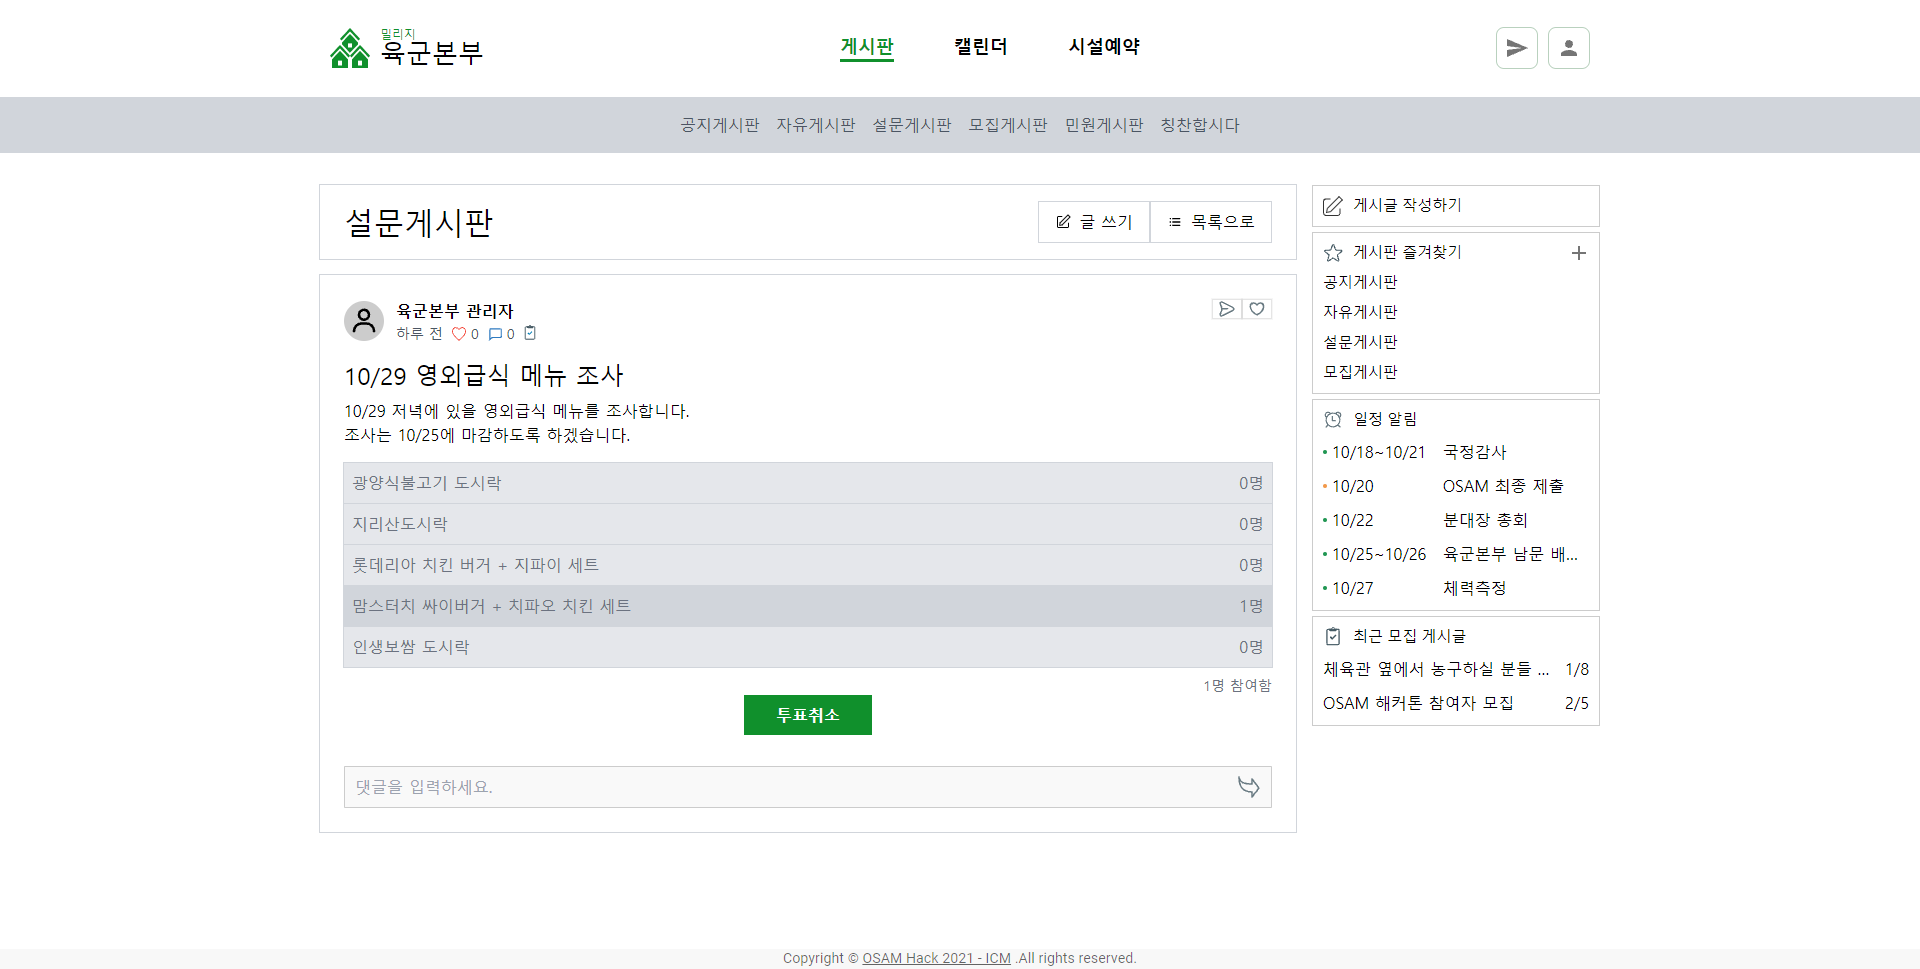 밀리지
육군본부
게시판 캘린더 시설예약
공지게시판 자유게시판 설문게시판 모집게시판 민원게시판 칭찬합시다
설문게시판
글 쓰기 목록으로
육군본부 관리자
하루 전 0 0
10/29 영외급식 메뉴 조사
10/29 저녁에 있을 영외급식 메뉴를 조사합니다.
조사는 10/25에 마감하도록 하겠습니다.
광양식불고기 도시락 0명
지리산도시락 0명
롯데리아 치킨 버거 + 지파이 세트 0명
맘스터치 싸이버거 + 치파오 치킨 세트 1명
인생보쌈 도시락 0명
1명 참여함
투표취소
댓글을 입력하세요.
게시글 작성하기
게시판 즐겨찾기
공지게시판
자유게시판
설문게시판
모집게시판
일정 알림
10/18~10/21 국정감사
10/20 OSAM 최종 제출
10/22 분대장 총회
10/25~10/26 육군본부 남문 배...
10/27 체력측정
최근 모집 게시글
체육관 옆에서 농구하실 분들 ... 1/8
OSAM 해커톤 참여자 모집 2/5
Copyright © OSAM Hack 2021 - ICM .All rights reserved.